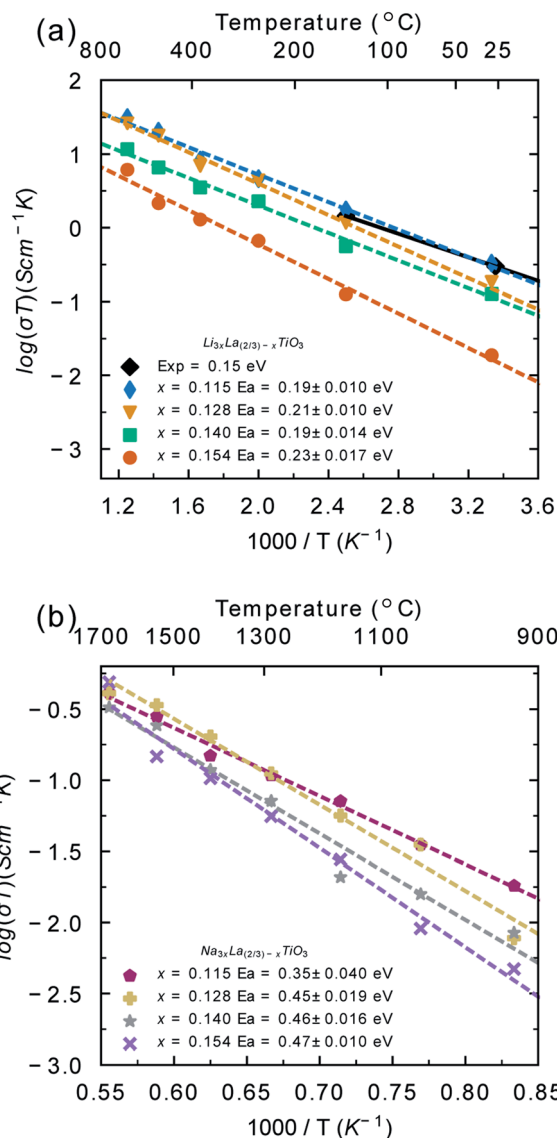 (a)
Temperature (°C)
800 400 200 100 50 25
2
1
0
−1
−2
−3
log(σT)(Scm⁻¹K)
Li3xLa(2/3)−xTiO3
Exp = 0.15 eV
x = 0.115 Ea = 0.19± 0.010 eV
x = 0.128 Ea = 0.21± 0.010 eV
x = 0.140 Ea = 0.19± 0.014 eV
x = 0.154 Ea = 0.23± 0.017 eV
1.2 1.6 2.0 2.4 2.8 3.2 3.6
1000 / T (K⁻¹)
(b)
Temperature (°C)
1700 1500 1300 1100 900
−0.5
−1.0
−1.5
−2.0
−2.5
−3.0
log(σT)(Scm⁻¹K)
Na3xLa(2/3)−xTiO3
x = 0.115 Ea = 0.35± 0.040 eV
x = 0.128 Ea = 0.45± 0.019 eV
x = 0.140 Ea = 0.46± 0.016 eV
x = 0.154 Ea = 0.47± 0.010 eV
0.55 0.60 0.65 0.70 0.75 0.80 0.85
1000 / T (K⁻¹)